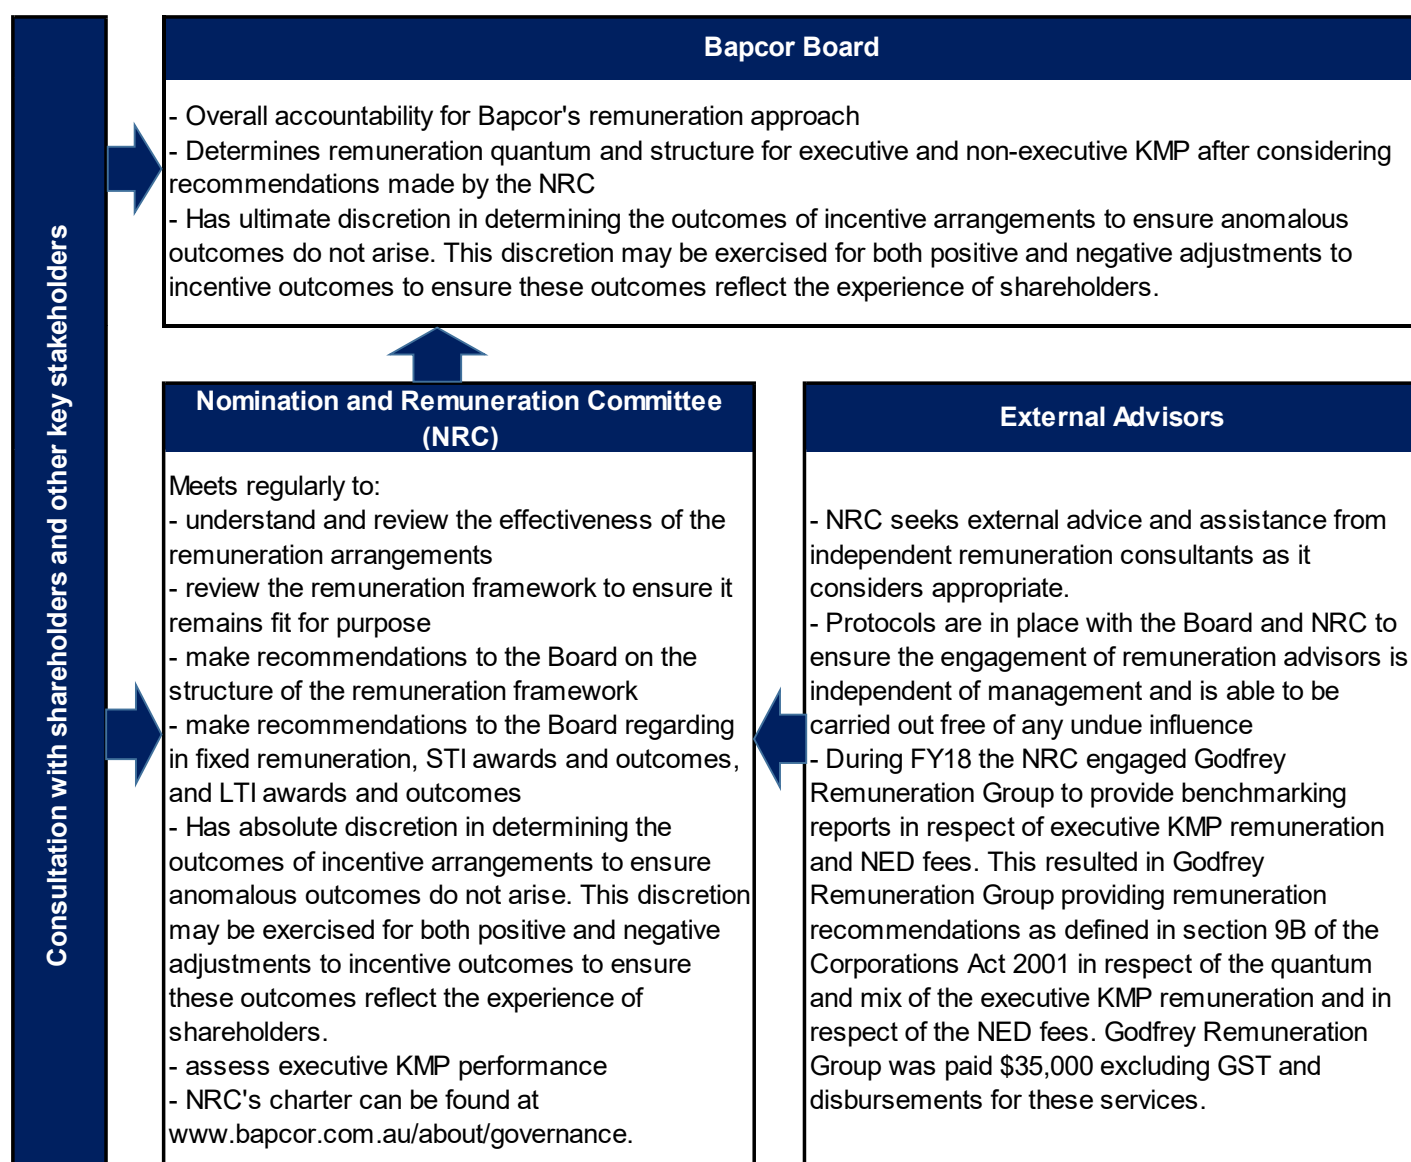 Consultation with shareholders and other key stakeholders
Bapcor Board
- Overall accountability for Bapcor's remuneration approach
- Determines remuneration quantum and structure for executive and non-executive KMP after considering
recommendations made by the NRC
- Has ultimate discretion in determining the outcomes of incentive arrangements to ensure anomalous
outcomes do not arise. This discretion may be exercised for both positive and negative adjustments to
incentive outcomes to ensure these outcomes reflect the experience of shareholders.
Nomination and Remuneration Committee
(NRC)
Meets regularly to:
- understand and review the effectiveness of the
remuneration arrangements
- review the remuneration framework to ensure it
remains fit for purpose
- make recommendations to the Board on the
structure of the remuneration framework
- make recommendations to the Board regarding
in fixed remuneration, STI awards and outcomes,
and LTI awards and outcomes
- Has absolute discretion in determining the
outcomes of incentive arrangements to ensure
anomalous outcomes do not arise. This discretion
may be exercised for both positive and negative
adjustments to incentive outcomes to ensure
these outcomes reflect the experience of
shareholders.
- assess executive KMP performance
- NRC's charter can be found at
www.bapcor.com.au/about/governance.
External Advisors
- NRC seeks external advice and assistance from
independent remuneration consultants as it
considers appropriate.
- Protocols are in place with the Board and NRC to
ensure the engagement of remuneration advisors is
independent of management and is able to be
carried out free of any undue influence
- During FY18 the NRC engaged Godfrey
Remuneration Group to provide benchmarking
reports in respect of executive KMP remuneration
and NED fees. This resulted in Godfrey
Remuneration Group providing remuneration
recommendations as defined in section 9B of the
Corporations Act 2001 in respect of the quantum
and mix of the executive KMP remuneration and in
respect of the NED fees. Godfrey Remuneration
Group was paid $35,000 excluding GST and
disbursements for these services.